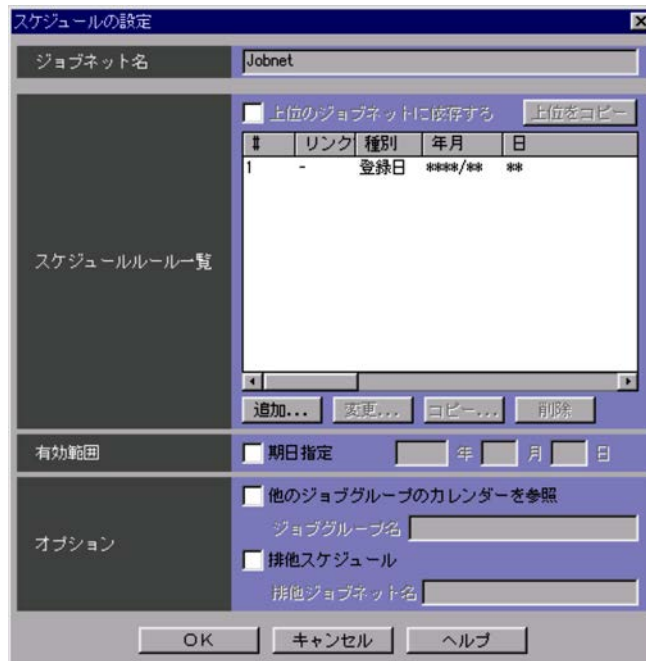 スケジュールの設定
ジョブネット名 Jobnet
上位のジョブネットに依存する 上位をコピー
# リンク 種別 年月 日
1 - 登録日 ****/** **
スケジュールルール一覧
追加... 変更... コピー... 削除
有効範囲 期日指定 年 月 日
他のジョブグループのカレンダーを参照
ジョブグループ名
オプション
排他スケジュール
排他ジョブネット名
OK キャンセル ヘルプ